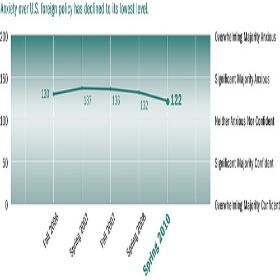 Anxiety over U.S. foreign policy has declined to its lowest level.
200
Overwhelming Majority Anxious
150
Significant Majority Anxious
130
137
136
132
122
100
Neither Anxious Nor Confident
50
Significant Majority Confident
0
Overwhelming Majority Confident
Fall 2006
Spring 2007
Fall 2007
Spring 2008
Spring 2010